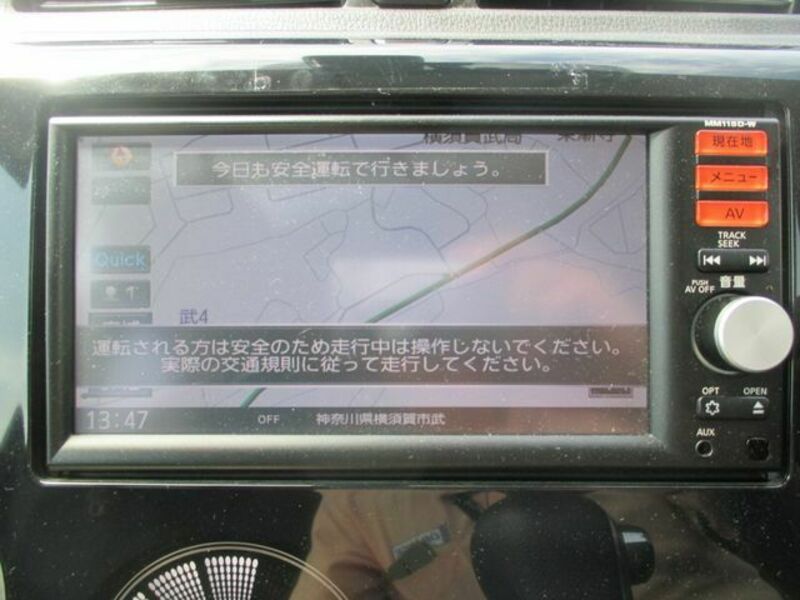 MM115D-W
横須賀武局
今日も安全運転で行きましょう。
現在地
メニュー
AV
TRACK
SEEK
Quick
PUSH
AV OFF
音量
武4
運転される方は安全のため走行中は操作しないでください。
実際の交通規則に従って走行してください。
OPT
OPEN
13:47
OFF
神奈川県横須賀市武
AUX